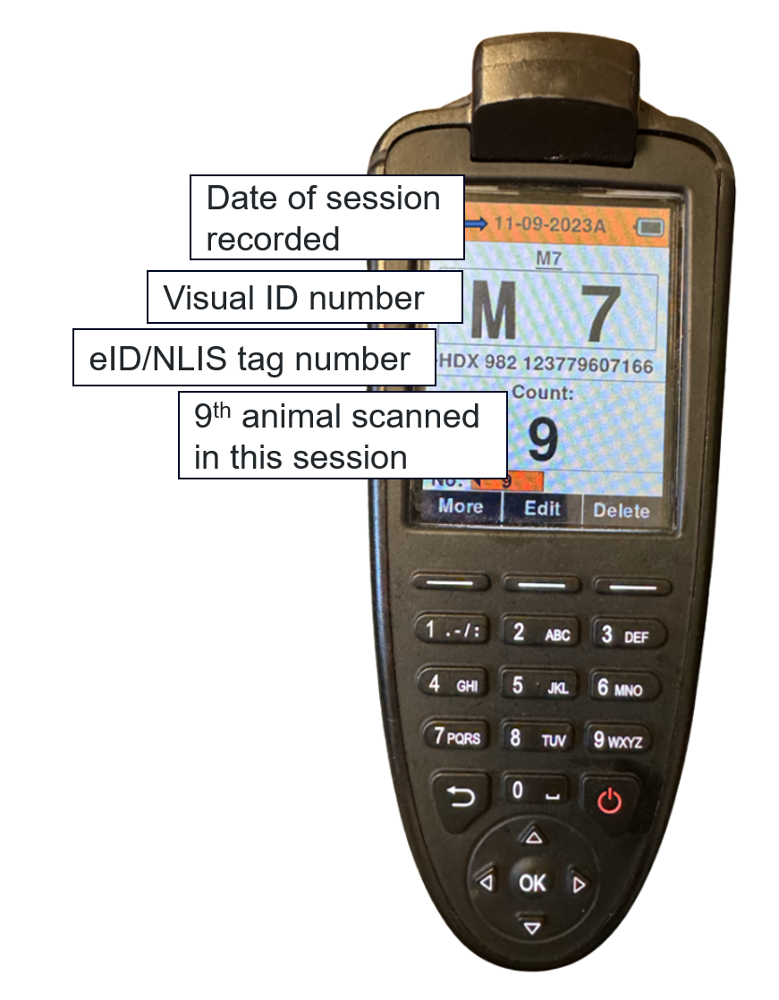 Date of session
recorded
11-09-2023A
M7
Visual ID number
M 7
eID/NLIS tag number
HDX 982 123779607166
9th animal scanned
in this session
Count:
9
No: 9
More Edit Delete
1 .-/: 2 ABC 3 DEF
4 GHI 5 JKL 6 MNO
7 PQRS 8 TUV 9 WXYZ
0 ⎵
OK